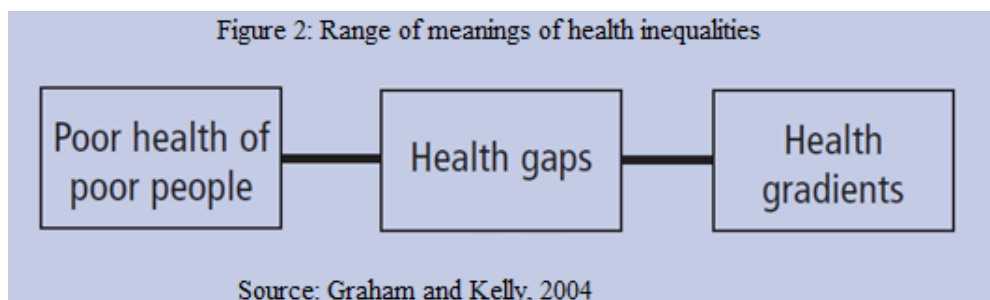 Figure 2: Range of meanings of health inequalities
Poor health of
poor people
Health gaps
Health
gradients
Source: Graham and Kelly, 2004